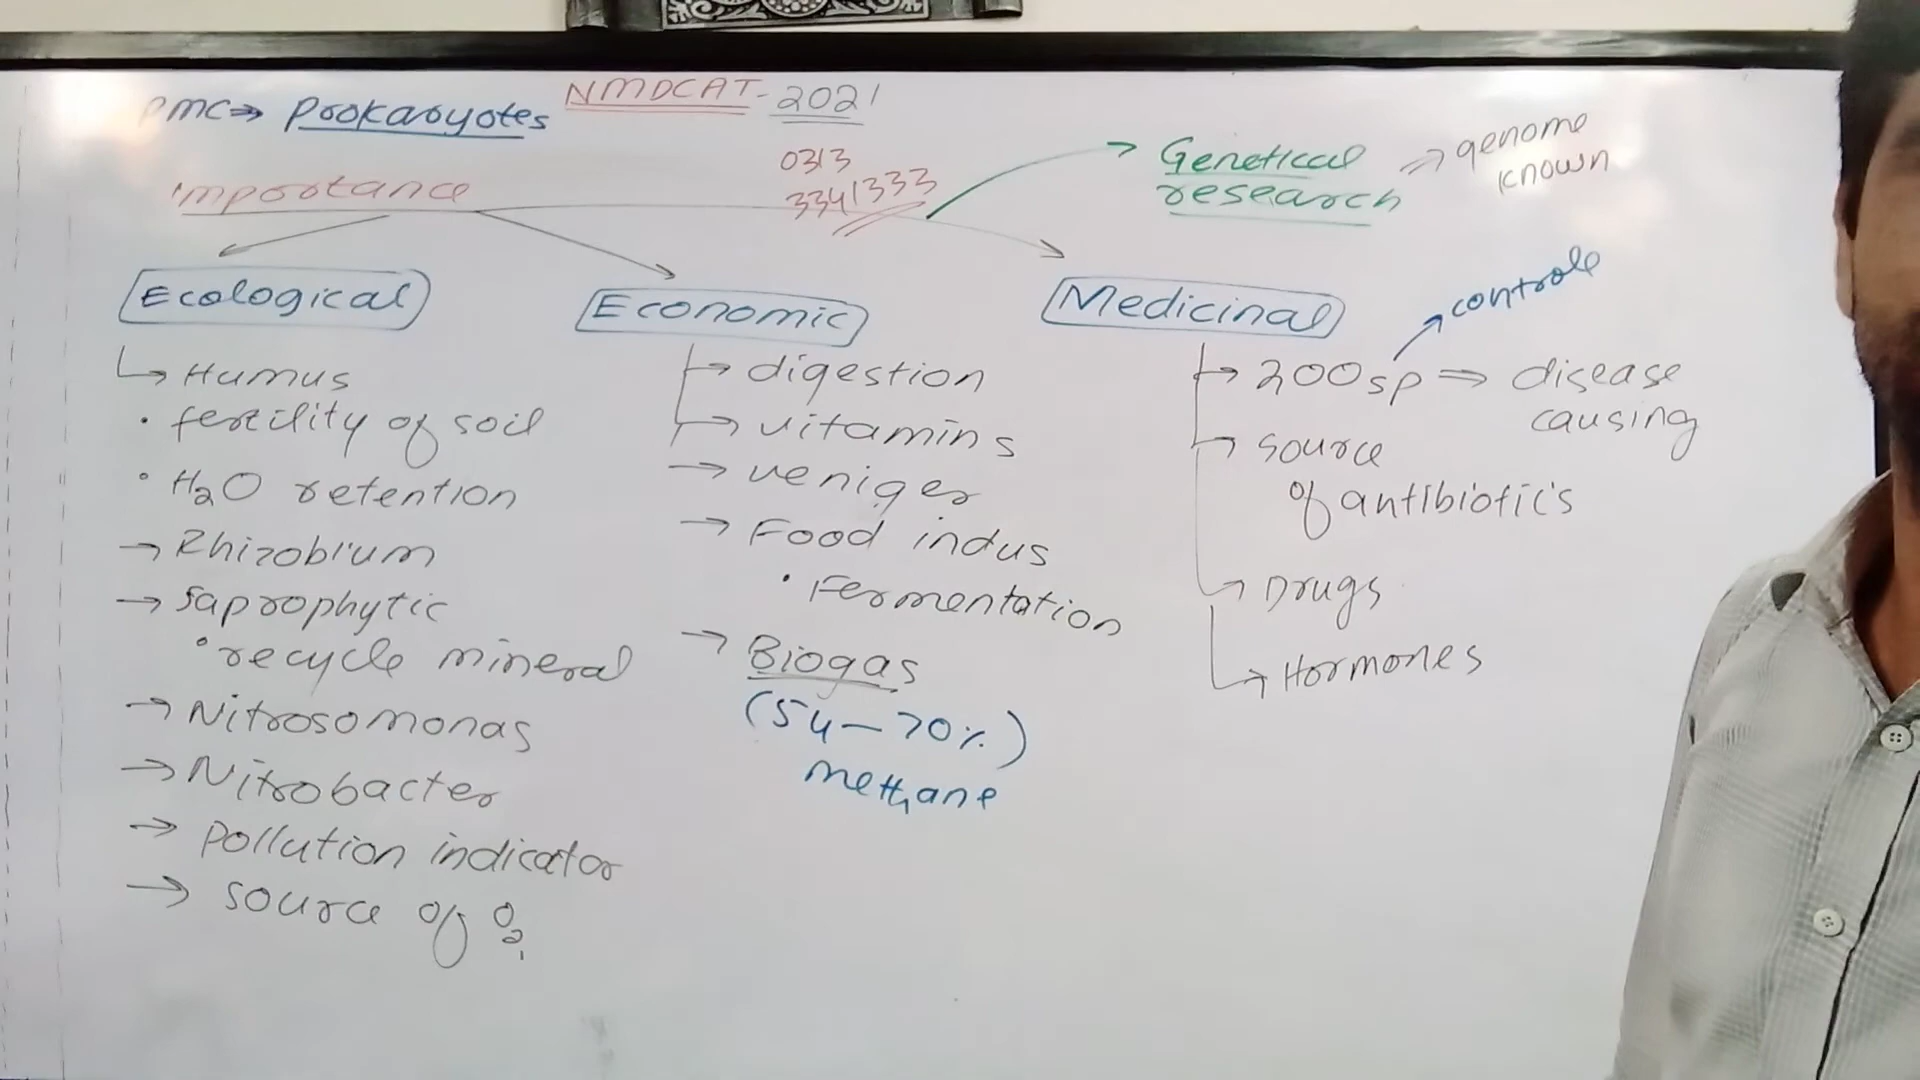 PMC⇒ Prokaryotes
NMDCAT-2021
0313
3341333
Importance
Genetical
research
→ genome
known
Ecological
↳ Humus
• fertility of soil
• H₂O retention
→ Rhizobium
→ saprophytic
• recycle mineral
→ Nitrosomonas
→ Nitrobacter
→ Pollution indicator
→ source of O₂
Economic
→ digestion
→ vitamins
→ veniger
→ Food indus
• Fermentation
→ Biogas
(54-70%)
methane
Medicinal
controle
→ 200sp ⇒ disease
causing
→ source
of antibiotics
→ Drugs
→ Hormones